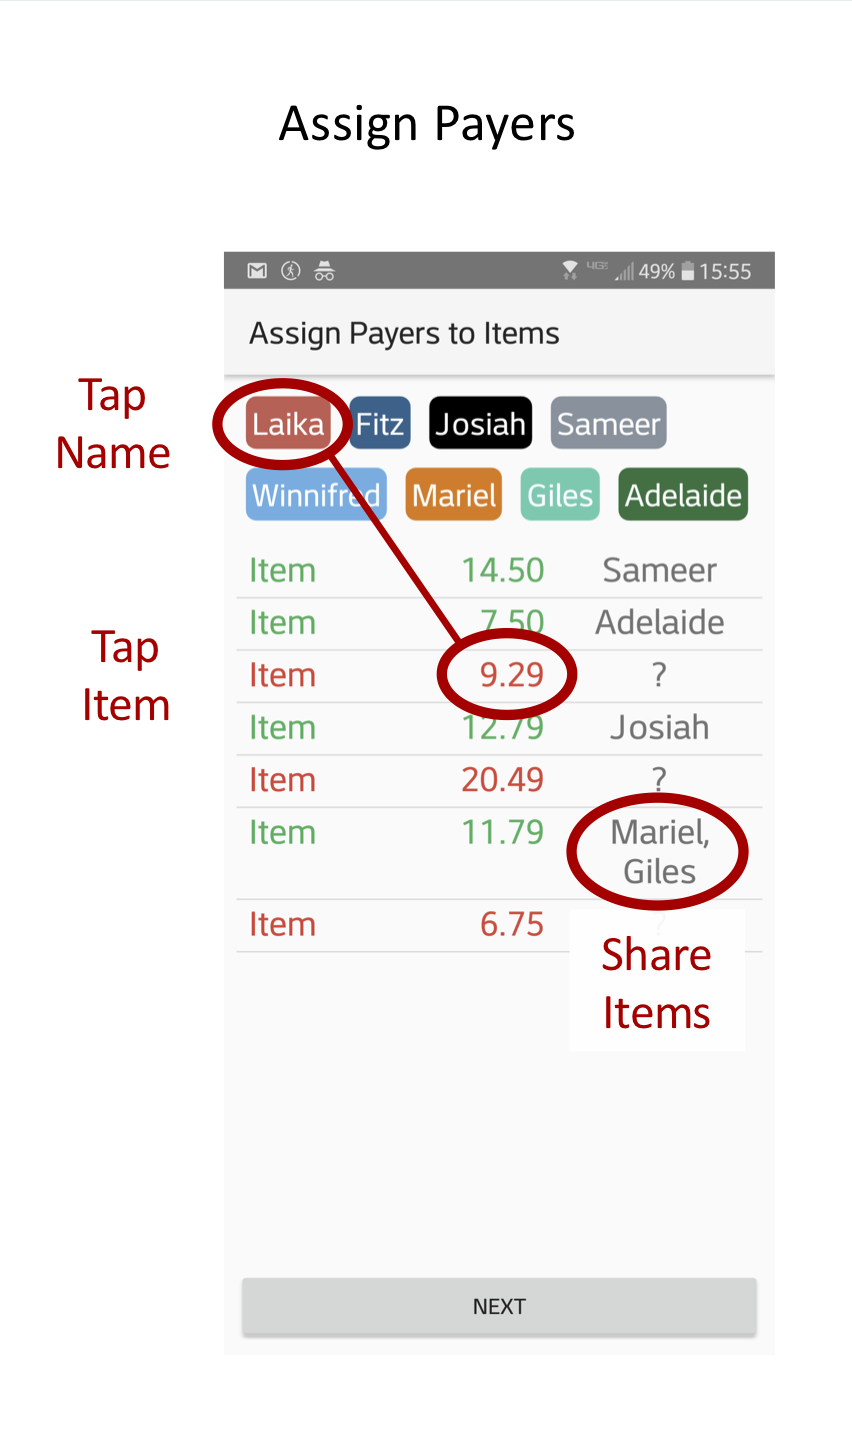 Assign Payers
49% 15:55
Assign Payers to Items
Tap
Name
Laika Fitz Josiah Sameer
Winnifred Mariel Giles Adelaide
Item 14.50 Sameer
Item 7.50 Adelaide
Tap
Item
Item 9.29 ?
Item 12.79 Josiah
Item 20.49 ?
Item 11.79 Mariel,
Giles
Item 6.75 ?
Share
Items
NEXT